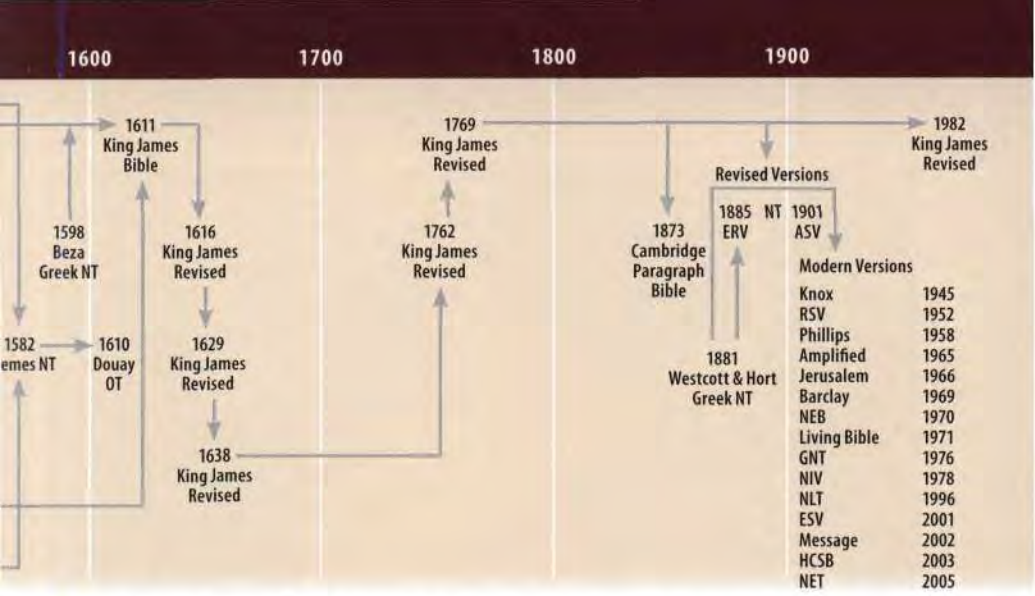 1600 1700 1800 1900
1611
King James
Bible
1598
Beza
Greek NT
1582
emes NT
1610
Douay
OT
1616
King James
Revised
1629
King James
Revised
1638
King James
Revised
1769
King James
Revised
1762
King James
Revised
1873
Cambridge
Paragraph
Bible
Revised Versions
1885 NT 1901
ERV ASV
1881
Westcott & Hort
Greek NT
1982
King James
Revised
Modern Versions
Knox 1945
RSV 1952
Phillips 1958
Amplified 1965
Jerusalem 1966
Barclay 1969
NEB 1970
Living Bible 1971
GNT 1976
NIV 1978
NLT 1996
ESV 2001
Message 2002
HCSB 2003
NET 2005